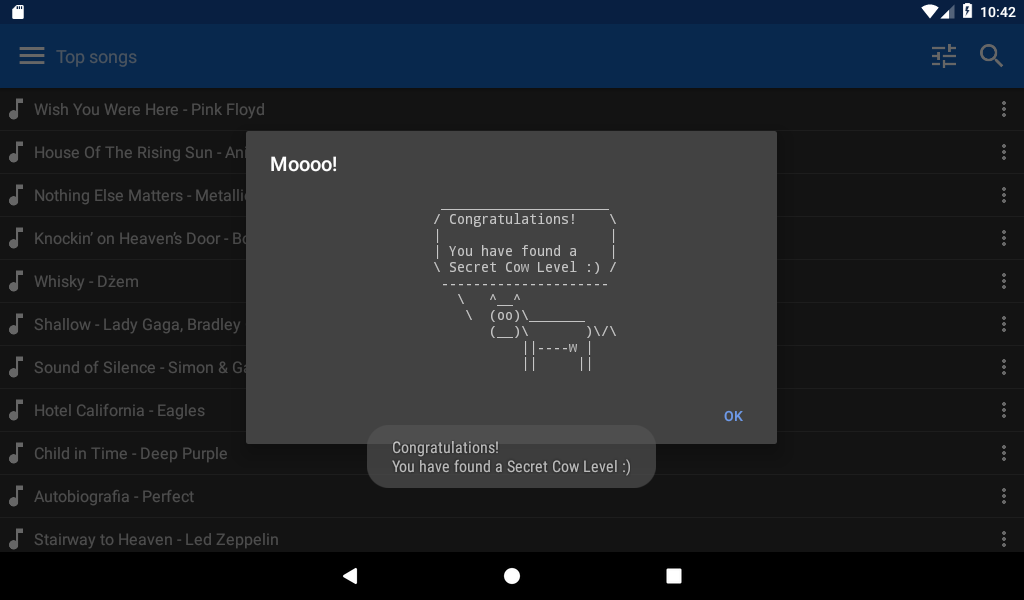 10:42
Top songs
Wish You Were Here - Pink Floyd
House Of The Rising Sun - Ani
Nothing Else Matters - Metallic
Knockin’ on Heaven’s Door - Bo
Whisky - Dżem
Shallow - Lady Gaga, Bradley
Sound of Silence - Simon & Ga
Hotel California - Eagles
Child in Time - Deep Purple
Autobiografia - Perfect
Stairway to Heaven - Led Zeppelin
Moooo!
 _____________________
/ Congratulations!    \
|                     |
| You have found a    |
\ Secret Cow Level :) /
 ---------------------
   \   ^__^
    \  (oo)\_______
       (__)\       )\/\
           ||----w |
           ||     ||
OK
Congratulations!
You have found a Secret Cow Level :)